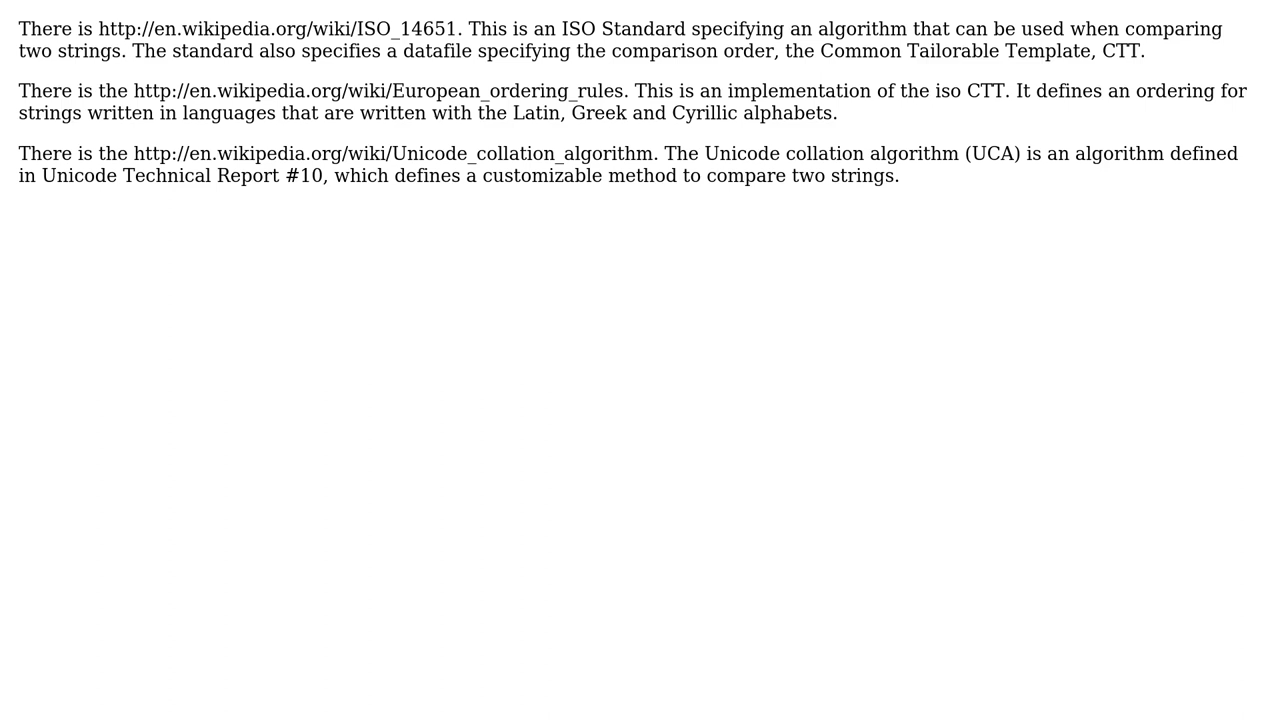 There is http://en.wikipedia.org/wiki/ISO_14651. This is an ISO Standard specifying an algorithm that can be used when comparing
two strings. The standard also specifies a datafile specifying the comparison order, the Common Tailorable Template, CTT.
There is the http://en.wikipedia.org/wiki/European_ordering_rules. This is an implementation of the iso CTT. It defines an ordering for
strings written in languages that are written with the Latin, Greek and Cyrillic alphabets.
There is the http://en.wikipedia.org/wiki/Unicode_collation_algorithm. The Unicode collation algorithm (UCA) is an algorithm defined
in Unicode Technical Report #10, which defines a customizable method to compare two strings.